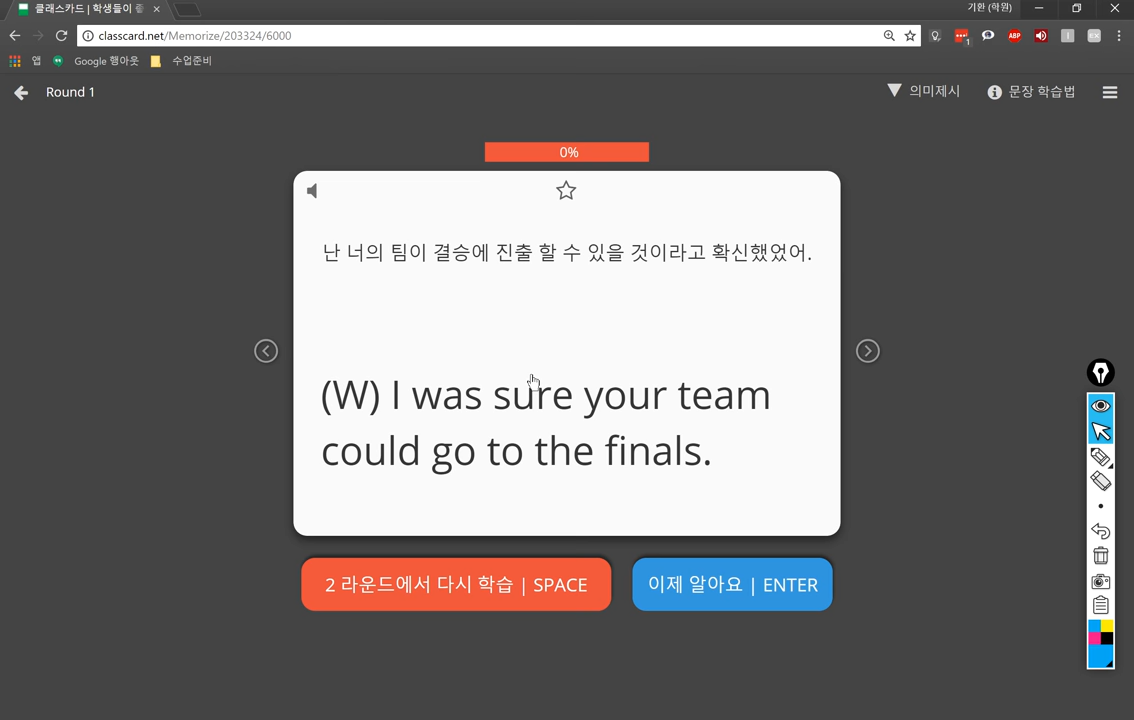 클래스카드 | 학생들이
기환 (학원)
classcard.net/Memorize/203324/6000
ABP
1
앱
Google 행아웃
수업준비
Round 1
의미제시
문장 학습법
0%
난 너의 팀이 결승에 진출 할 수 있을 것이라고 확신했었어.
(W) I was sure your team
could go to the finals.
2 라운드에서 다시 학습 | SPACE
이제 알아요 | ENTER